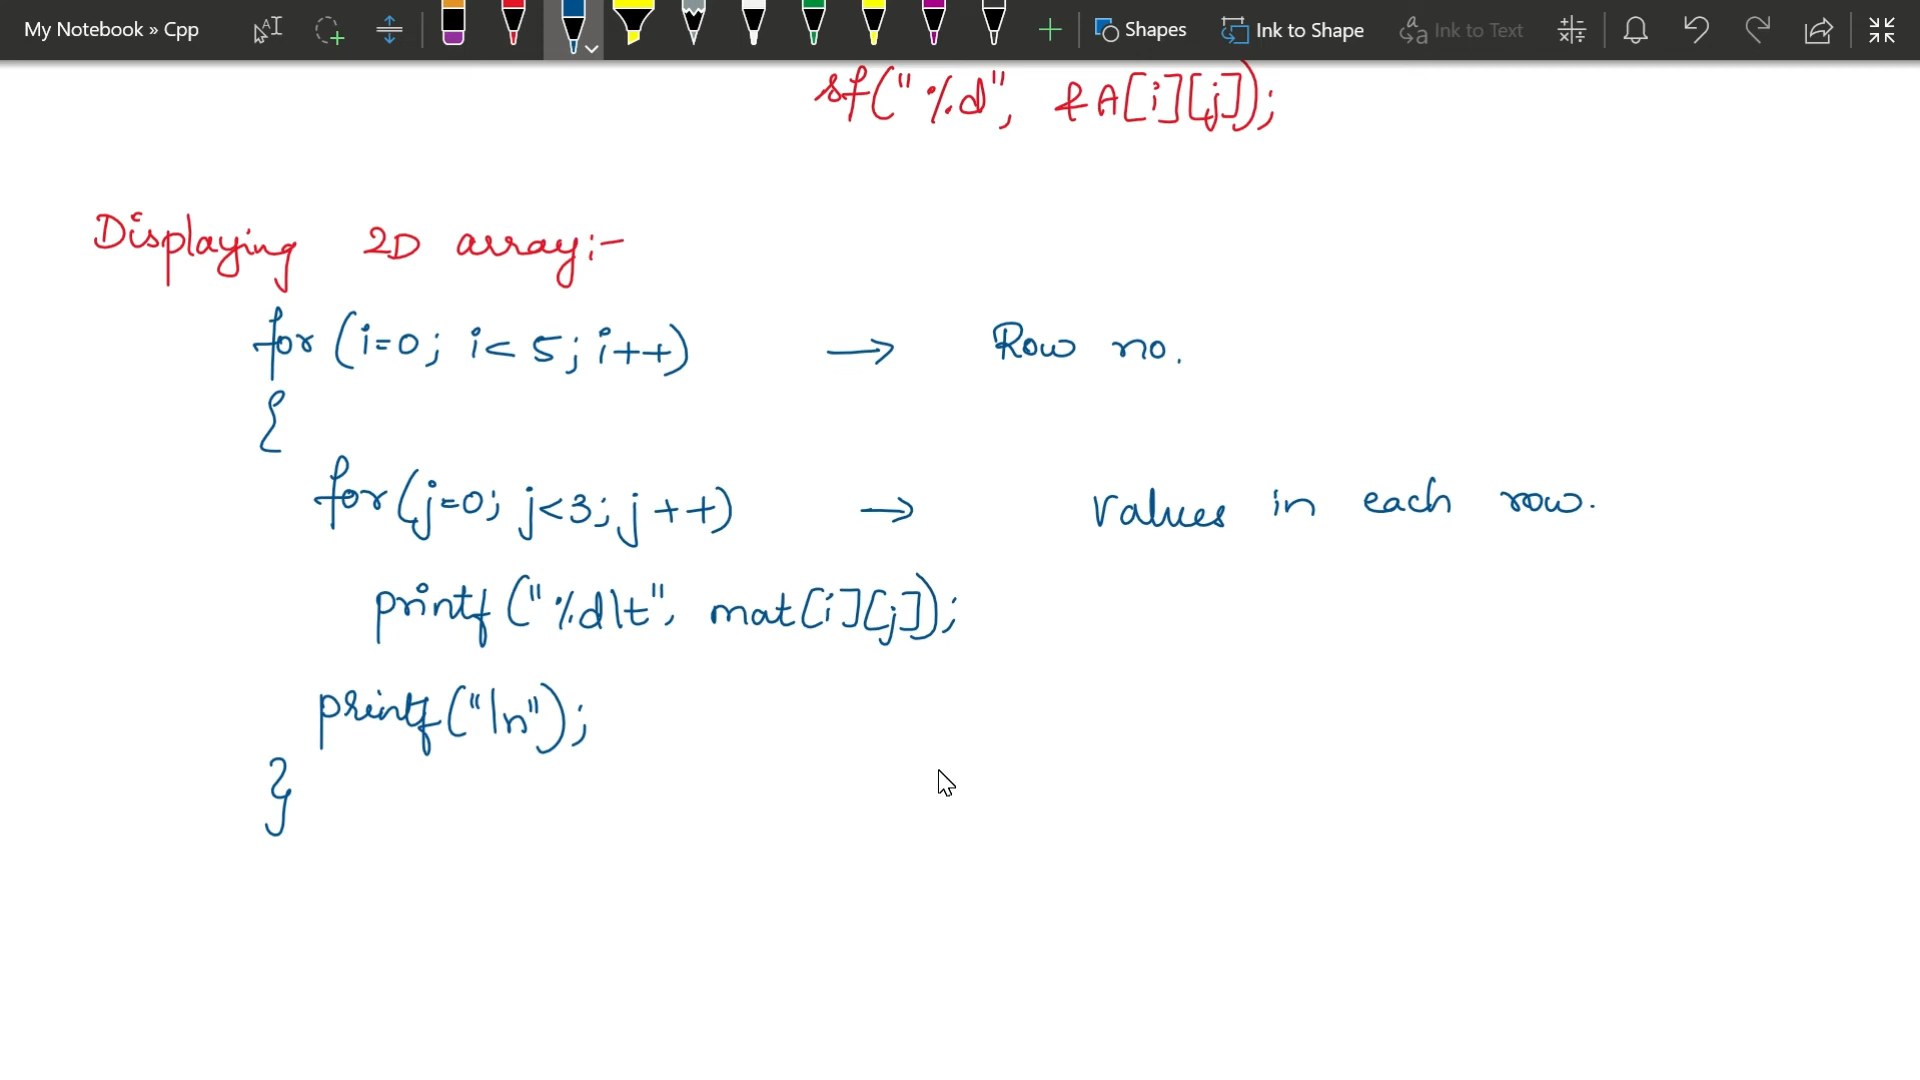 My Notebook » Cpp Shapes Ink to Shape Ink to Text
sf("%d", &A[i][j]);
Displaying 2D array:-
for (i=0; i< 5; i++) → Row no.
{
for (j=0; j<3; j++) → values in each row.
printf ("%d\t", mat[i][j]);
printf("\n");
}